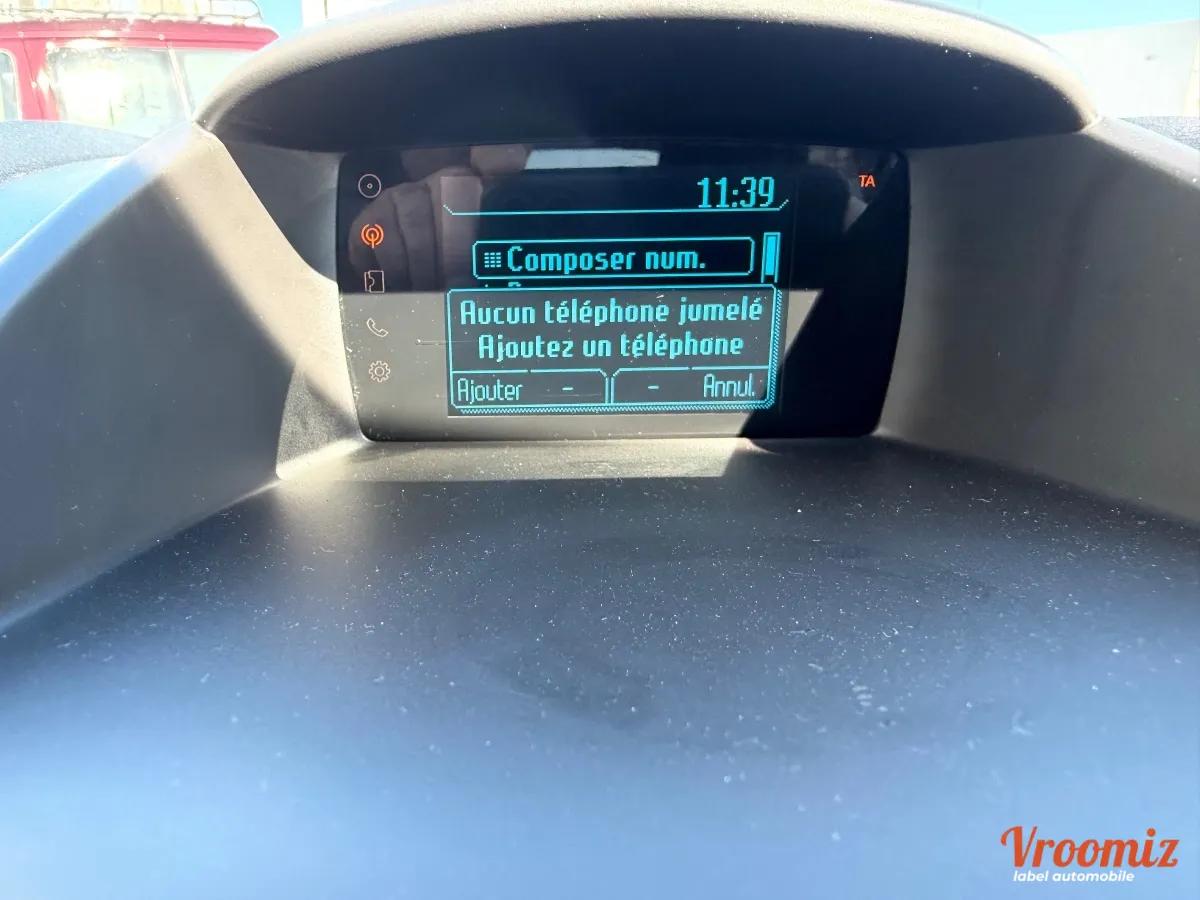 11:39
TA
Composer num.
Aucun téléphone jumelé
Ajoutez un téléphone
Ajouter - - Annul.
Vroomiz
label automobile